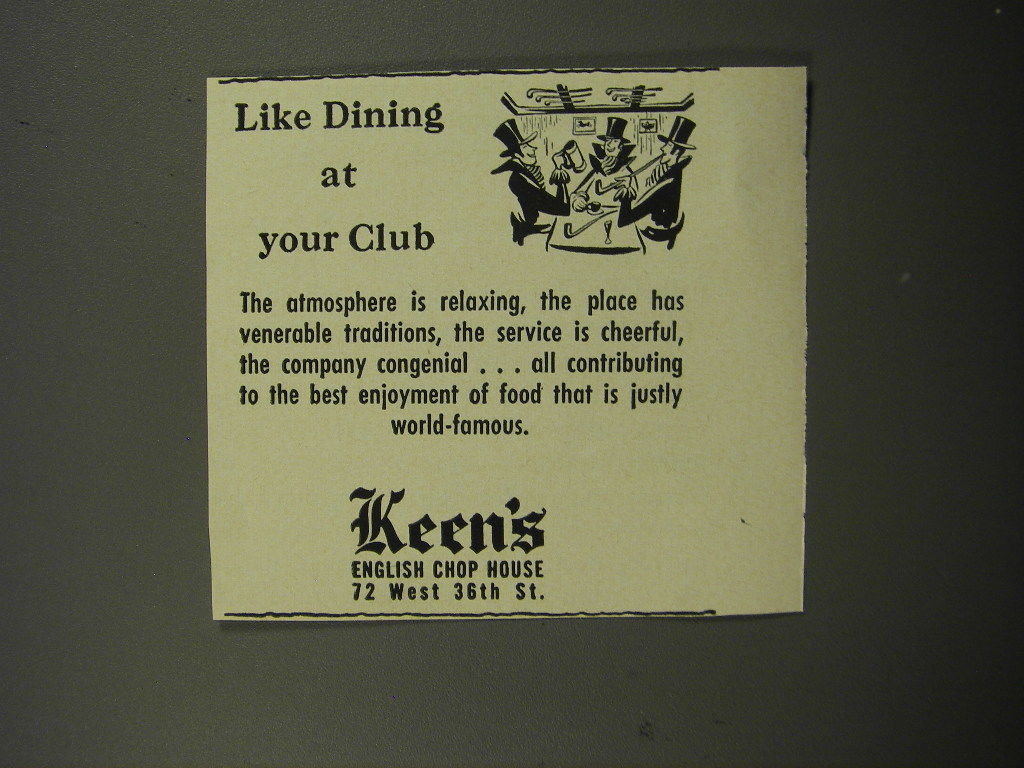 Like Dining
at
your Club
The atmosphere is relaxing, the place has
venerable traditions, the service is cheerful,
the company congenial . . . all contributing
to the best enjoyment of food that is justly
world-famous.
Keen's
ENGLISH CHOP HOUSE
72 West 36th St.